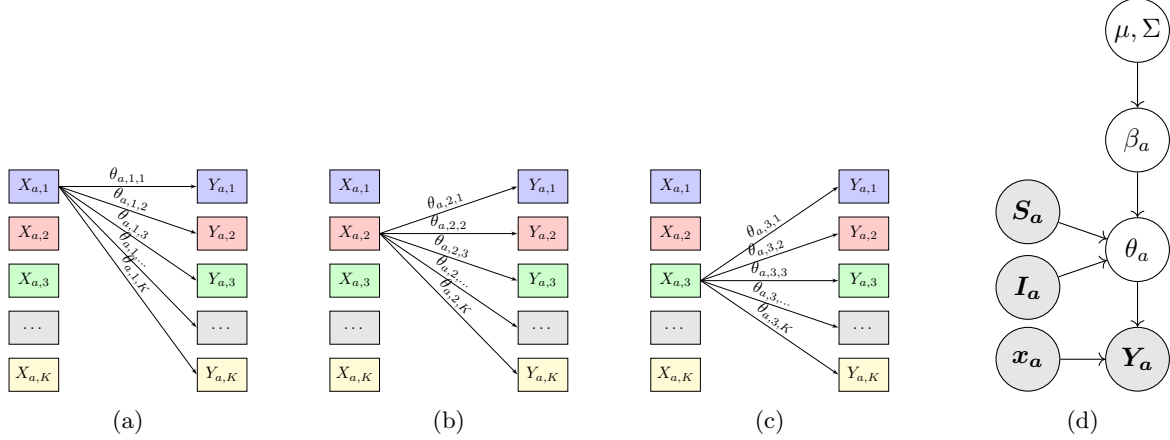 X_{a,1}
X_{a,2}
X_{a,3}
...
X_{a,K}
θ_{a,1,1}
θ_{a,1,2}
θ_{a,1,3}
θ_{a,1,...}
θ_{a,1,K}
Y_{a,1}
Y_{a,2}
Y_{a,3}
...
Y_{a,K}
(a)
X_{a,1}
X_{a,2}
X_{a,3}
...
X_{a,K}
θ_{a,2,1}
θ_{a,2,2}
θ_{a,2,3}
θ_{a,2,...}
θ_{a,2,K}
Y_{a,1}
Y_{a,2}
Y_{a,3}
...
Y_{a,K}
(b)
X_{a,1}
X_{a,2}
X_{a,3}
...
X_{a,K}
θ_{a,3,1}
θ_{a,3,2}
θ_{a,3,3}
θ_{a,3,...}
θ_{a,3,K}
Y_{a,1}
Y_{a,2}
Y_{a,3}
...
Y_{a,K}
(c)
μ, Σ
β_a
S_a
θ_a
I_a
x_a
Y_a
(d)